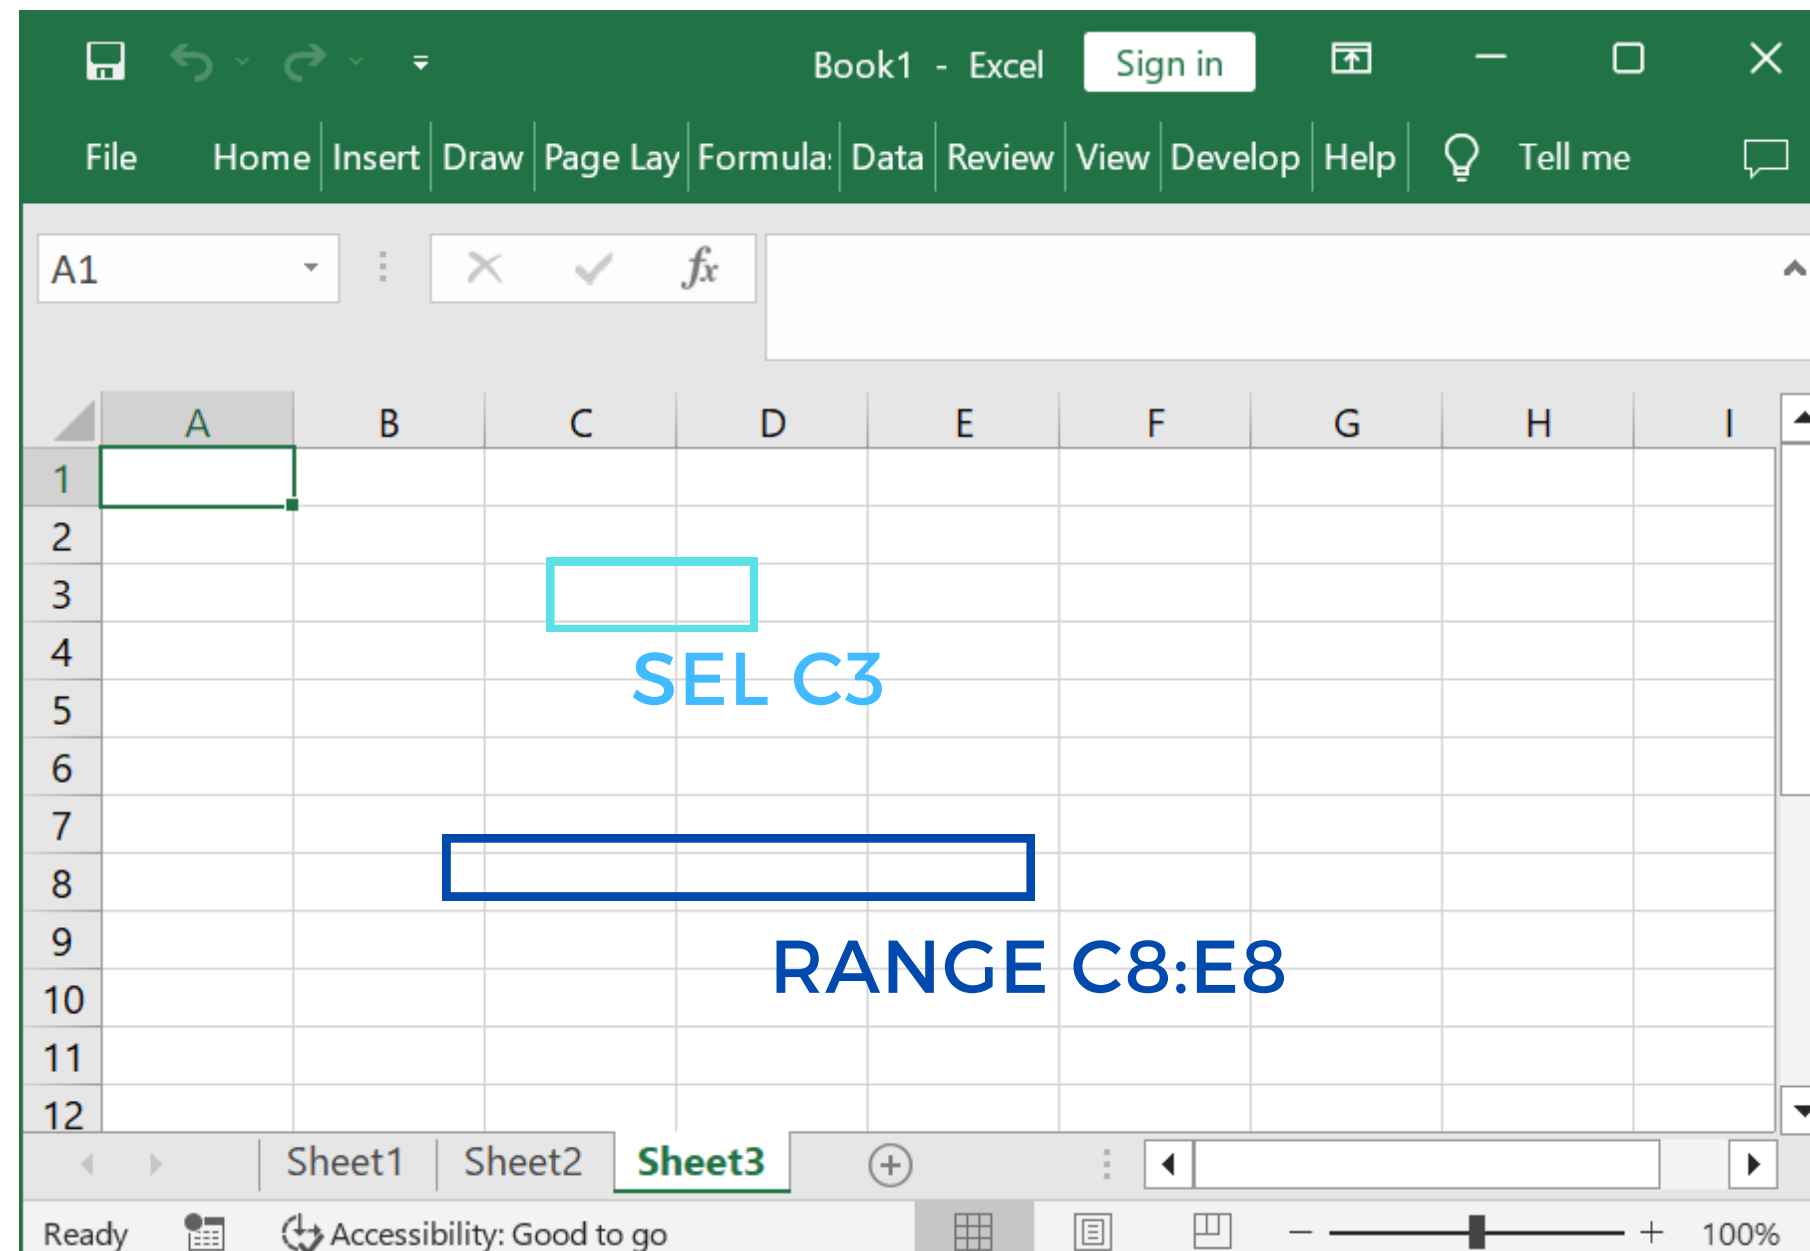 Book1 - Excel Sign in
File Home Insert Draw Page Lay Formula: Data Review View Develop Help Tell me
A1 fx
A B C D E F G H I
1
2
3
4
SEL C3
5
6
7
8
9
RANGE C8:E8
10
11
12
Sheet1 Sheet2 Sheet3
Ready Accessibility: Good to go 100%